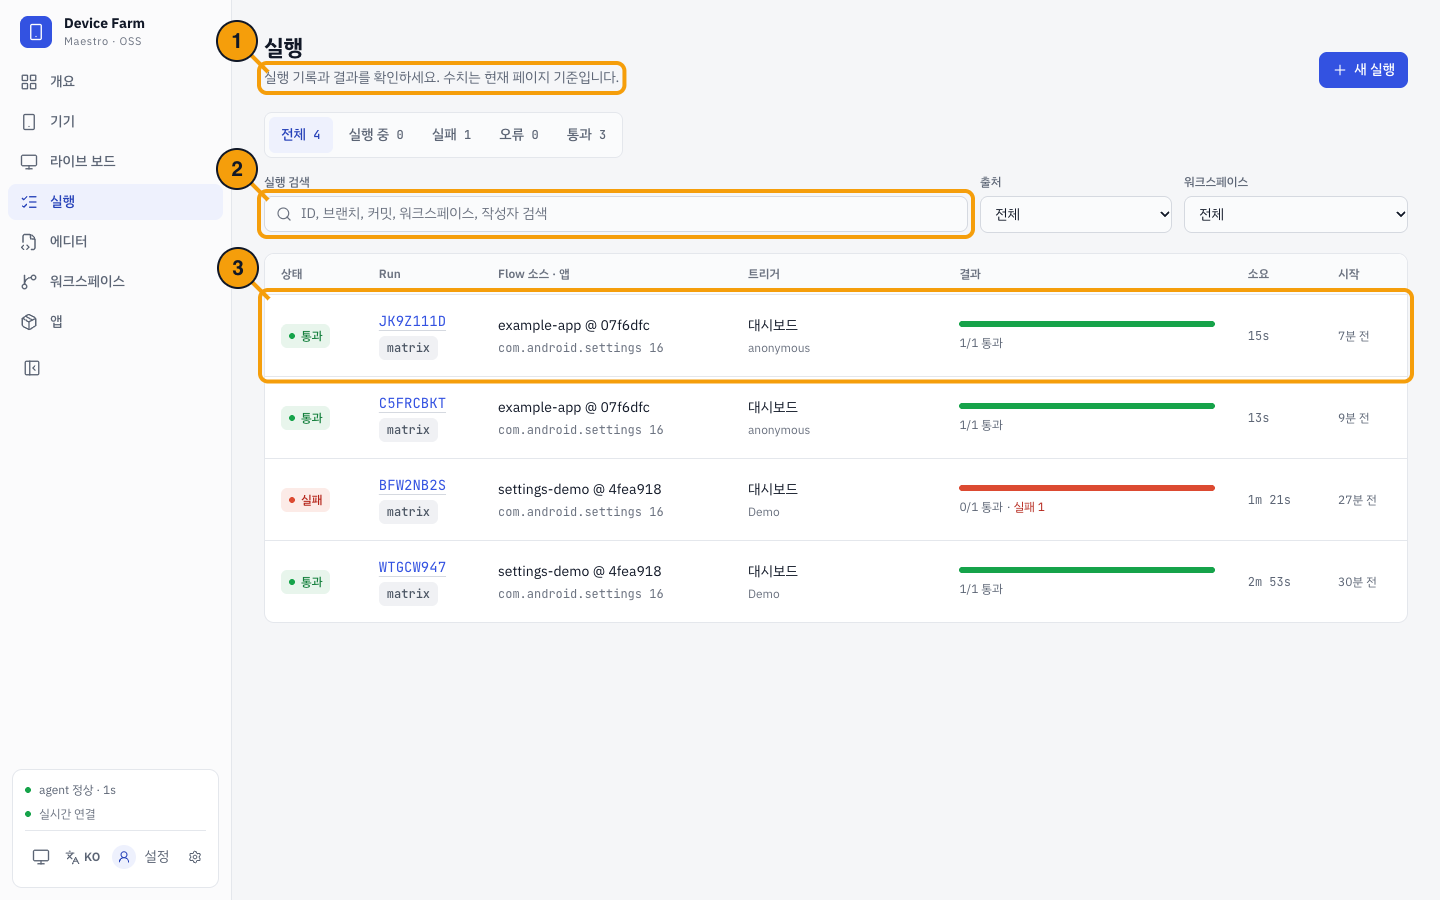 Device Farm
Maestro · OSS
개요
기기
라이브 보드
실행
에디터
워크스페이스
앱
agent 정상 · 1s
실시간 연결
KO 설정
1
실행
실행 기록과 결과를 확인하세요. 수치는 현재 페이지 기준입니다.
새 실행
전체 4 실행 중 0 실패 1 오류 0 통과 3
2
실행 검색 출처 워크스페이스
ID, 브랜치, 커밋, 워크스페이스, 작성자 검색 전체 전체
3
상태 Run Flow 소스 · 앱 트리거 결과 소요 시작
통과 JK9Z111D example-app @ 07f6dfc 대시보드 15s 7분 전
matrix com.android.settings 16 anonymous 1/1 통과
통과 C5FRCBKT example-app @ 07f6dfc 대시보드 13s 9분 전
matrix com.android.settings 16 anonymous 1/1 통과
실패 BFW2NB2S settings-demo @ 4fea918 대시보드 1m 21s 27분 전
matrix com.android.settings 16 Demo 0/1 통과 · 실패 1
통과 WTGCW947 settings-demo @ 4fea918 대시보드 2m 53s 30분 전
matrix com.android.settings 16 Demo 1/1 통과